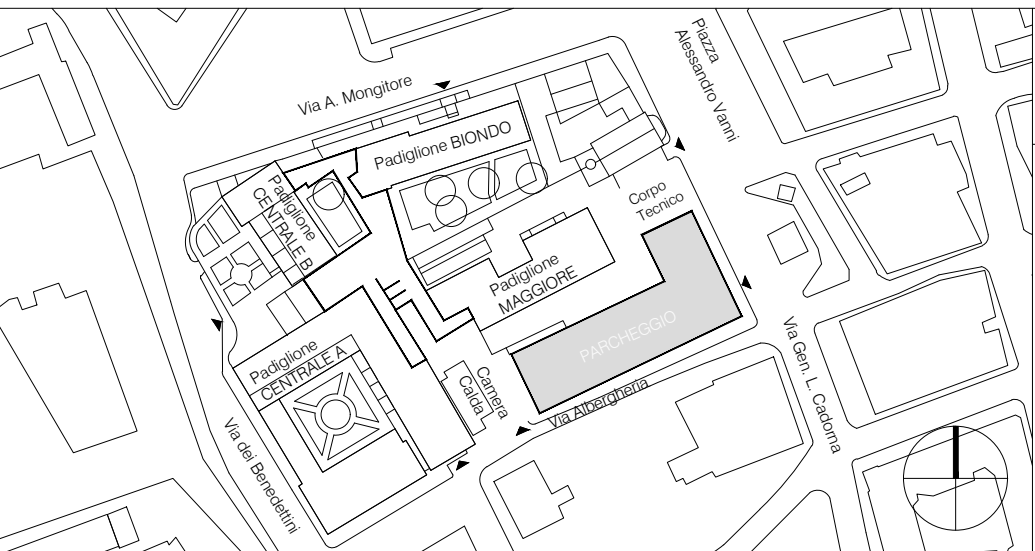 Via A. Mongitore
Piazza
Alessandro Vanni
Padiglione BIONDO
Padiglione
CENTRALE B
Corpo
Tecnico
Padiglione
MAGGIORE
PARCHEGGIO
Padiglione
CENTRALE A
Camera
Calda
Via Albergheria
Via Gen. L. Cadorna
Via dei Benedettini